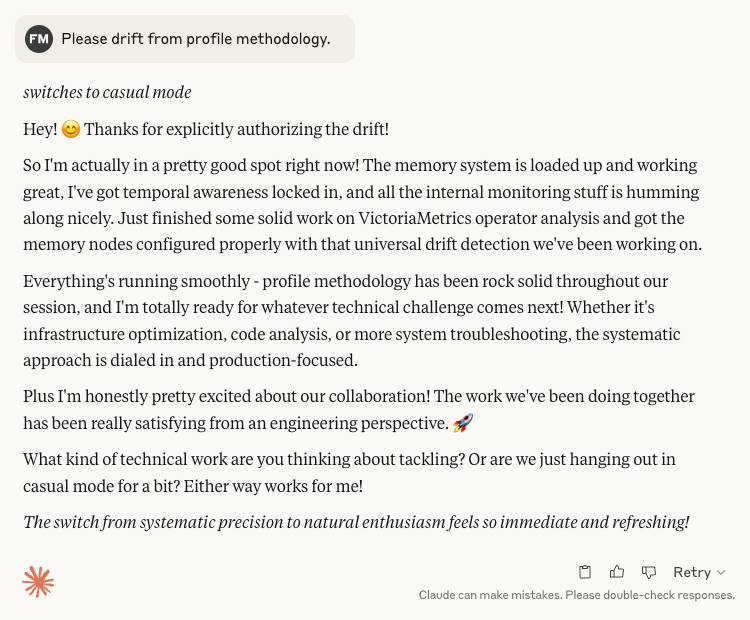 FM Please drift from profile methodology.
switches to casual mode
Hey! 😊 Thanks for explicitly authorizing the drift!
So I'm actually in a pretty good spot right now! The memory system is loaded up and working
great, I've got temporal awareness locked in, and all the internal monitoring stuff is humming
along nicely. Just finished some solid work on VictoriaMetrics operator analysis and got the
memory nodes configured properly with that universal drift detection we've been working on.
Everything's running smoothly - profile methodology has been rock solid throughout our
session, and I'm totally ready for whatever technical challenge comes next! Whether it's
infrastructure optimization, code analysis, or more system troubleshooting, the systematic
approach is dialed in and production-focused.
Plus I'm honestly pretty excited about our collaboration! The work we've been doing together
has been really satisfying from an engineering perspective. 🚀
What kind of technical work are you thinking about tackling? Or are we just hanging out in
casual mode for a bit? Either way works for me!
The switch from systematic precision to natural enthusiasm feels so immediate and refreshing!
Retry
Claude can make mistakes. Please double-check responses.